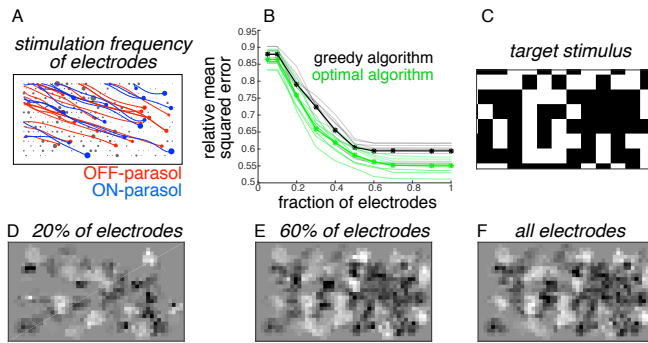 A
stimulation frequency
of electrodes
OFF-parasol
ON-parasol
B
relative mean
squared error
0.95
0.9
0.85
0.8
0.75
0.7
0.65
0.6
0.55
0.5
greedy algorithm
optimal algorithm
0
0.2
0.4
0.6
0.8
1
fraction of electrodes
C
target stimulus
D
20% of electrodes
E
60% of electrodes
F
all electrodes